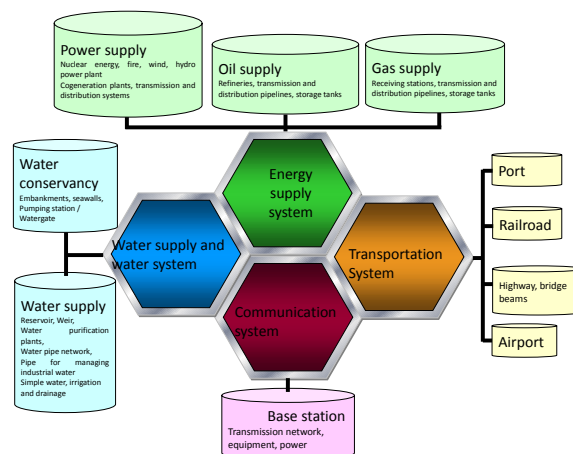 Power supply
Nuclear energy, fire, wind, hydro
power plant
Cogeneration plants, transmission and
distribution systems
Oil supply
Refineries, transmission and
distribution pipelines, storage tanks
Gas supply
Receiving stations, transmission and
distribution pipelines, storage tanks
Water
conservancy
Embankments, seawalls,
Pumping station /
Watergate
Energy
supply
system
Water supply and
water system
Transportation
System
Communication
system
Port
Railroad
Highway, bridge
beams
Airport
Water supply
Reservoir, Weir,
Water purification
plants,
Water pipe network,
Pipe for managing
industrial water
Simple water, irrigation
and drainage
Base station
Transmission network,
equipment, power